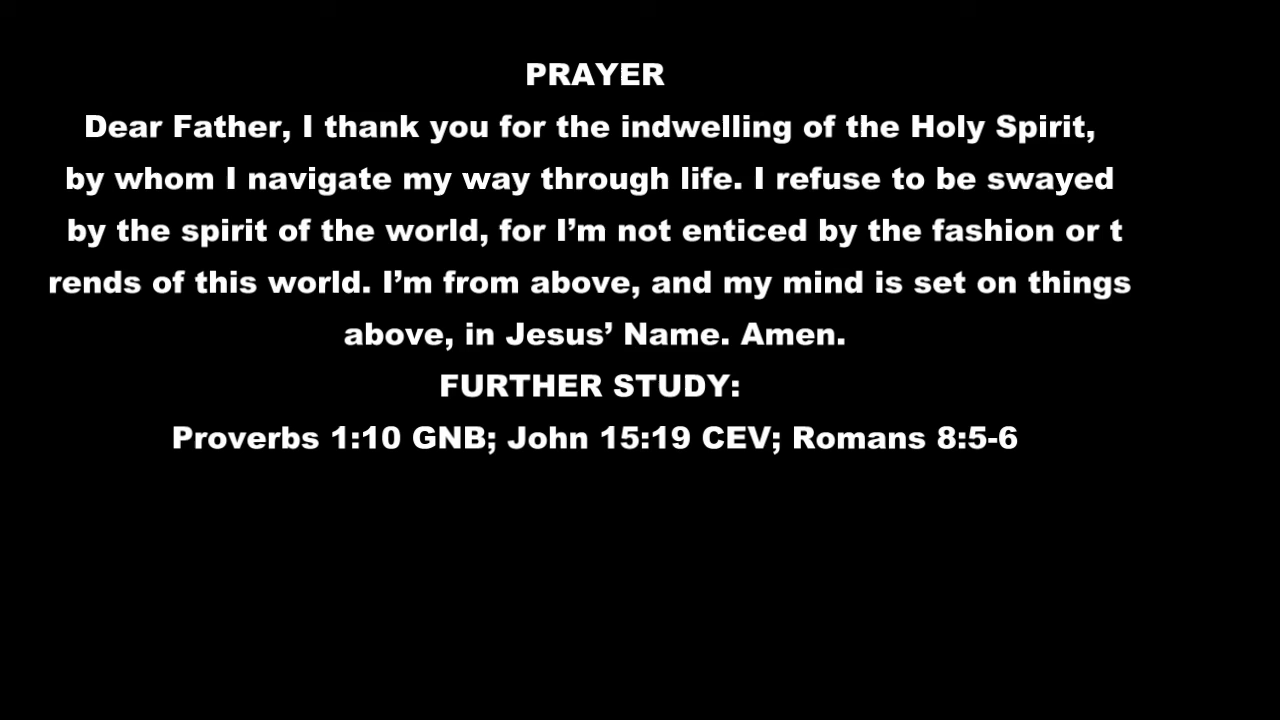 PRAYER
Dear Father, I thank you for the indwelling of the Holy Spirit,
by whom I navigate my way through life. I refuse to be swayed
by the spirit of the world, for I’m not enticed by the fashion or t
rends of this world. I’m from above, and my mind is set on things
above, in Jesus’ Name. Amen.
FURTHER STUDY:
Proverbs 1:10 GNB; John 15:19 CEV; Romans 8:5-6